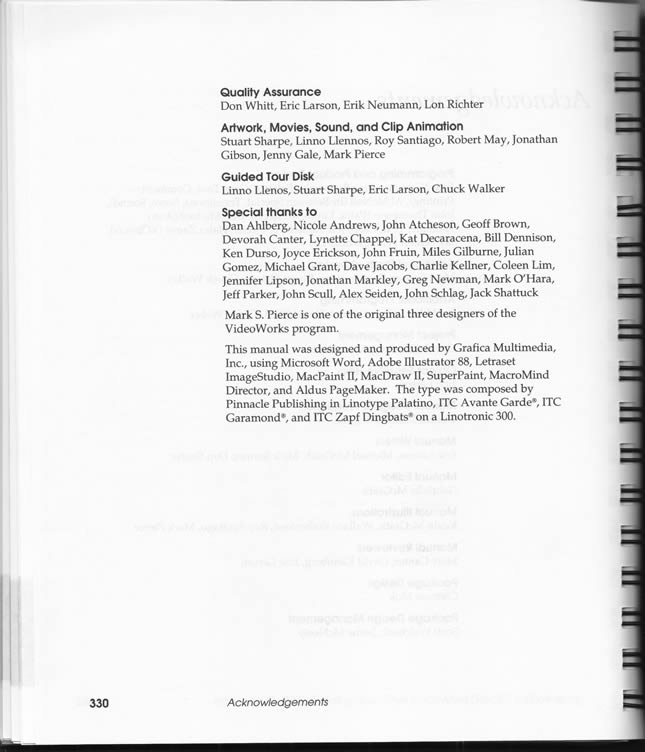 Quality Assurance
Don Whitt, Eric Larson, Erik Neumann, Lon Richter
Artwork, Movies, Sound, and Clip Animation
Stuart Sharpe, Linno Llennos, Roy Santiago, Robert May, Jonathan
Gibson, Jenny Gale, Mark Pierce
Guided Tour Disk
Linno Llenos, Stuart Sharpe, Eric Larson, Chuck Walker
Special thanks to
Dan Ahlberg, Nicole Andrews, John Atcheson, Geoff Brown,
Devorah Canter, Lynette Chappel, Kat Decaracena, Bill Dennison,
Ken Durso, Joyce Erickson, John Fruin, Miles Gilburne, Julian
Gomez, Michael Grant, Dave Jacobs, Charlie Kellner, Coleen Lim,
Jennifer Lipson, Jonathan Markley, Greg Newman, Mark O'Hara,
Jeff Parker, John Scull, Alex Seiden, John Schlag, Jack Shattuck
Mark S. Pierce is one of the original three designers of the
VideoWorks program.
This manual was designed and produced by Grafica Multimedia,
Inc., using Microsoft Word, Adobe Illustrator 88, Letraset
ImageStudio, MacPaint II, MacDraw II, SuperPaint, MacroMind
Director, and Aldus PageMaker. The type was composed by
Pinnacle Publishing in Linotype Palatino, ITC Avante Garde®, ITC
Garamond®, and ITC Zapf Dingbats® on a Linotronic 300.
330
Acknowledgements